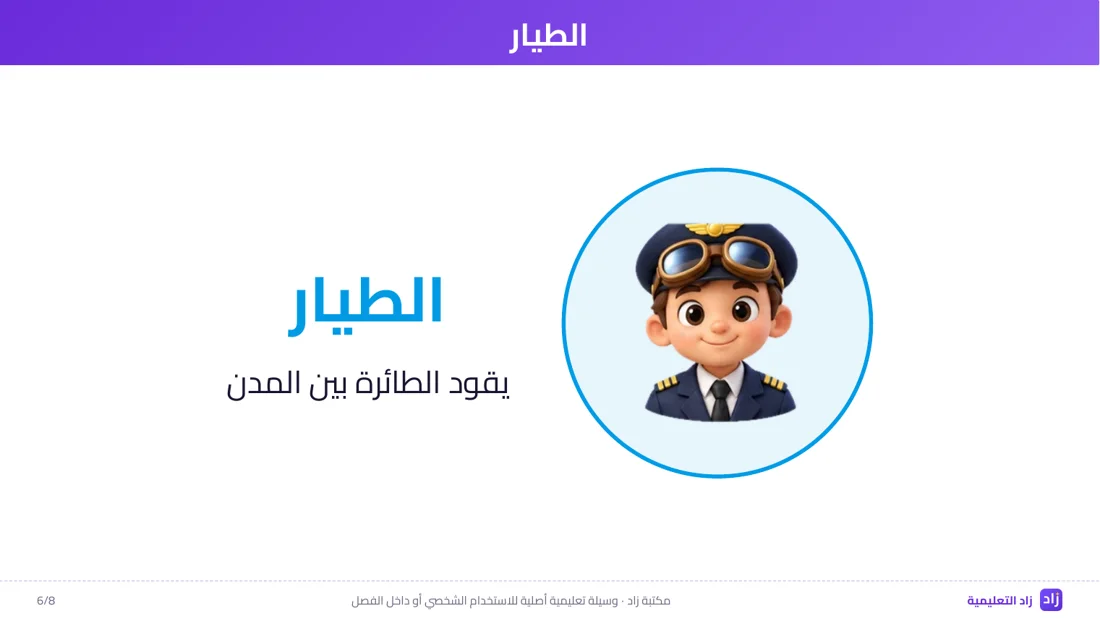 الطيار
الطيار
يقود الطائرة بين المدن
زاد
زاد التعليمية
مكتبة زاد · وسيلة تعليمية أصلية للاستخدام الشخصي أو داخل الفصل
6/8